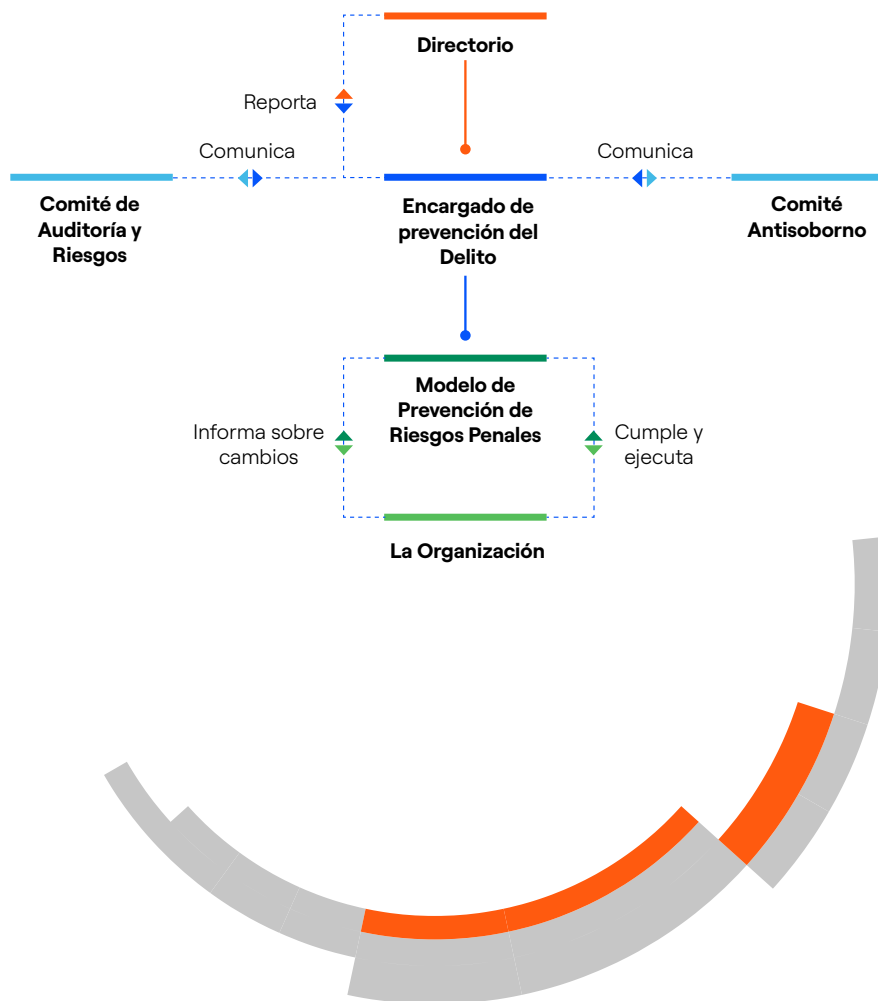 Directorio
Reporta
Comunica
Comunica
Comité de
Auditoría y
Riesgos
Encargado de
prevención del
Delito
Comité
Antisoborno
Modelo de
Prevención de
Riesgos Penales
Informa sobre
cambios
Cumple y
ejecuta
La Organización